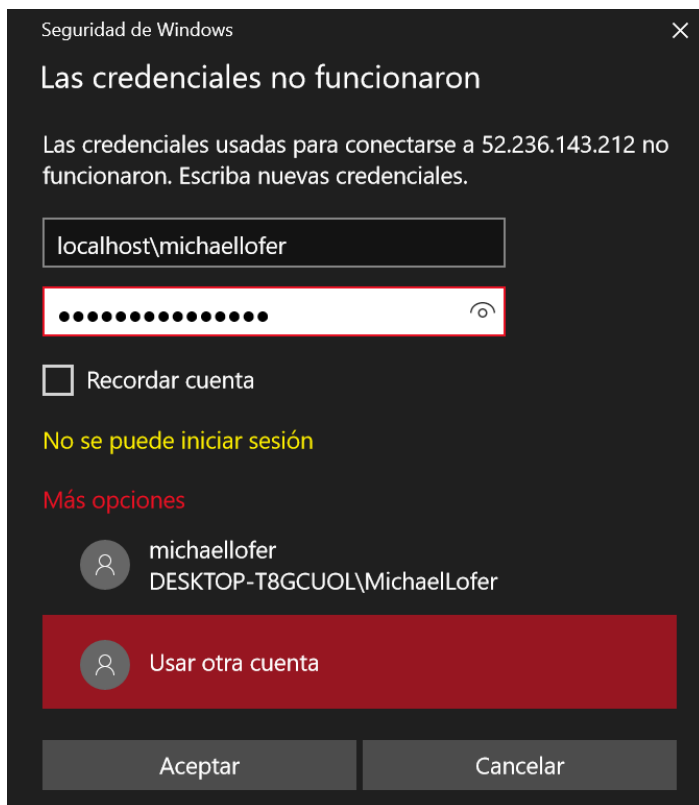 Seguridad de Windows
Las credenciales no funcionaron
Las credenciales usadas para conectarse a 52.236.143.212 no
funcionaron. Escriba nuevas credenciales.
localhost\michaellofer
Recordar cuenta
No se puede iniciar sesión
Más opciones
michaellofer
DESKTOP-T8GCUOL\MichaelLofer
Usar otra cuenta
Aceptar
Cancelar